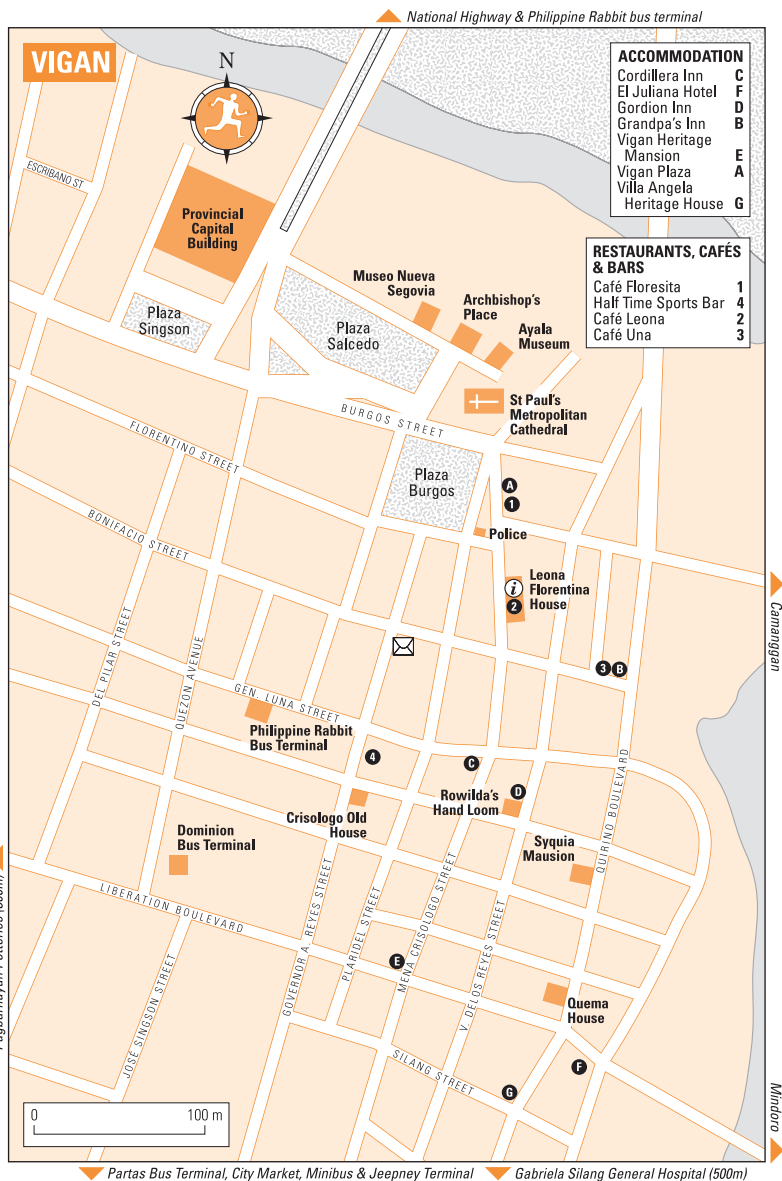 National Highway & Philippine Rabbit bus terminal
VIGAN
N
ACCOMMODATION
Cordillera Inn C
El Juliana Hotel F
Gordion Inn D
Grandpa's Inn B
Vigan Heritage
Mansion E
Vigan Plaza A
Villa Angela
Heritage House G
RESTAURANTS, CAFÉS
& BARS
Café Floresita 1
Half Time Sports Bar 4
Café Leona 2
Café Una 3
ESCRIBANO ST
Provincial
Capital
Building
Museo Nueva
Segovia
Archbishop's
Place
Ayala
Museum
Plaza
Singson
Plaza
Salcedo
St Paul's
Metropolitan
Cathedral
BURGOS STREET
FLORENTINO STREET
Plaza
Burgos
A
1
BONIFACIO STREET
Police
Leona
Florentina
House
i
2
Camanggan
DEL PILAR STREET
QUEZON AVENUE
3 B
GEN. LUNA STREET
Philippine Rabbit
Bus Terminal
4
C
D
Rowilda's
Hand Loom
QUIRINO BOULEVARD
Crisologo Old
House
Dominion
Bus Terminal
Syquia
Mausion
LIBERATION BOULEVARD
GOVERNOR A. REYES STREET
PLARIDEL STREET
MENA CRISOLOGO STREET
V. DELOS REYES STREET
E
JOSÉ SINGSON STREET
Quema
House
SILANG STREET
F
G
Mindoro
0 100 m
Partas Bus Terminal, City Market, Minibus & Jeepney Terminal
Gabriela Silang General Hospital (500m)